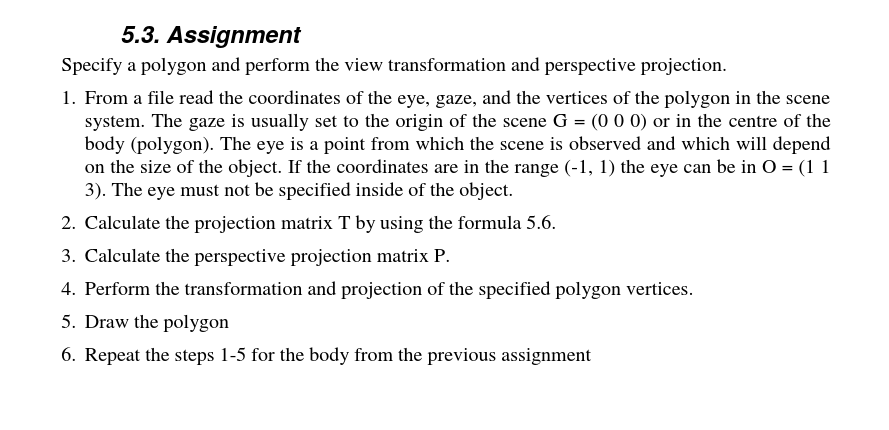 5.3. Assignment
Specify a polygon and perform the view transformation and perspective projection.
1. From a file read the coordinates of the eye, gaze, and the vertices of the polygon in the scene
system. The gaze is usually set to the origin of the scene G = (0 0 0) or in the centre of the
body (polygon). The eye is a point from which the scene is observed and which will depend
on the size of the object. If the coordinates are in the range (-1, 1) the eye can be in O = (1 1
3). The eye must not be specified inside of the object.
2. Calculate the projection matrix T by using the formula 5.6.
3. Calculate the perspective projection matrix P.
4. Perform the transformation and projection of the specified polygon vertices.
5. Draw the polygon
6. Repeat the steps 1-5 for the body from the previous assignment